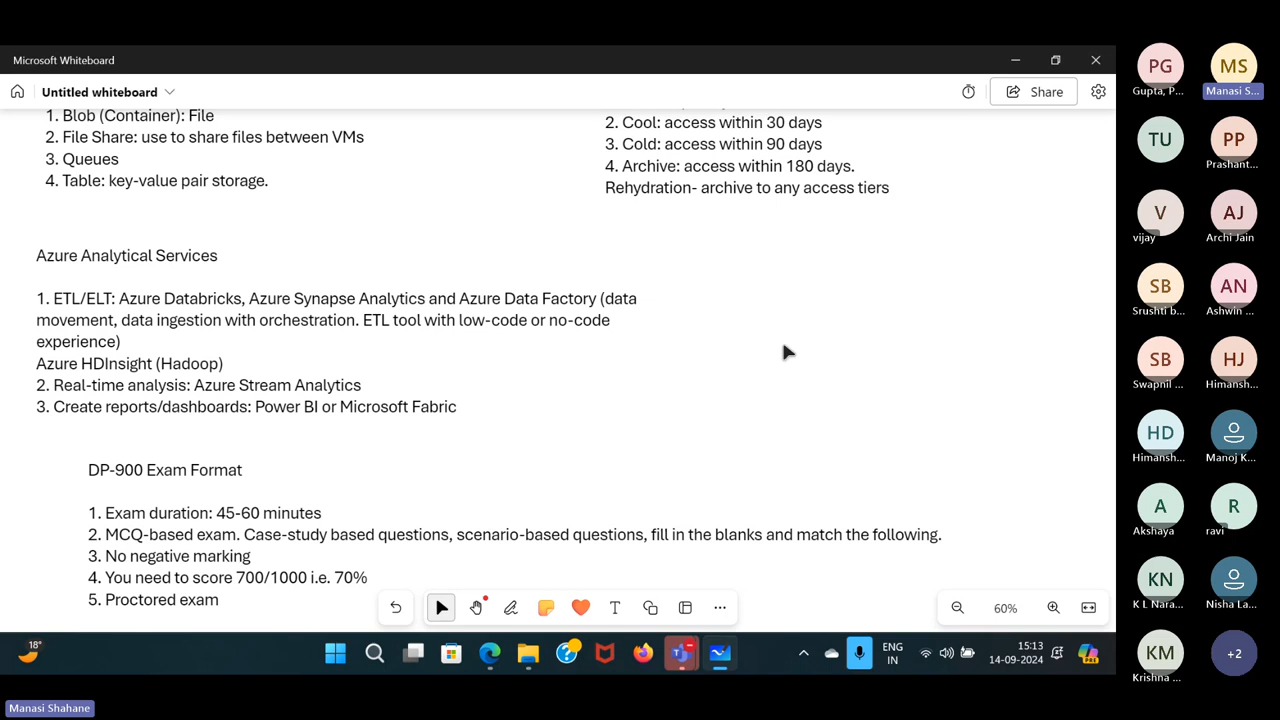 Microsoft Whiteboard
Untitled whiteboard
Share
1. Blob (Container): File
2. File Share: use to share files between VMs
3. Queues
4. Table: key-value pair storage.
2. Cool: access within 30 days
3. Cold: access within 90 days
4. Archive: access within 180 days.
Rehydration- archive to any access tiers
Azure Analytical Services
1. ETL/ELT: Azure Databricks, Azure Synapse Analytics and Azure Data Factory (data
movement, data ingestion with orchestration. ETL tool with low-code or no-code
experience)
Azure HDInsight (Hadoop)
2. Real-time analysis: Azure Stream Analytics
3. Create reports/dashboards: Power BI or Microsoft Fabric
DP-900 Exam Format
1. Exam duration: 45-60 minutes
2. MCQ-based exam. Case-study based questions, scenario-based questions, fill in the blanks and match the following.
3. No negative marking
4. You need to score 700/1000 i.e. 70%
5. Proctored exam
T
60%
18°
ENG
IN
15:13
14-09-2024
PRE
PG
Gupta, P...
MS
Manasi S...
TU
PP
Prashant...
V
vijay
AJ
Archi Jain
SB
Srushti b...
AN
Ashwin ...
SB
Swapnil ...
HJ
Himansh...
HD
Himansh...
Manoj K...
A
Akshaya
R
ravi
KN
K L Nara...
Nisha La...
KM
Krishna ...
+2
Manasi Shahane